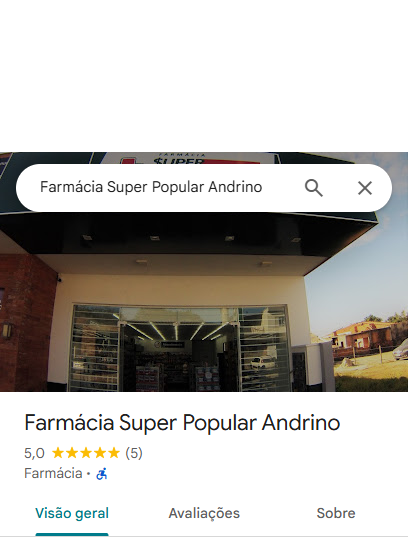 FARMÁCIA
SUPER
Farmácia Super Popular Andrino
Farmácia Super Popular Andrino
5,0 (5)
Farmácia ·
Visão geral Avaliações Sobre